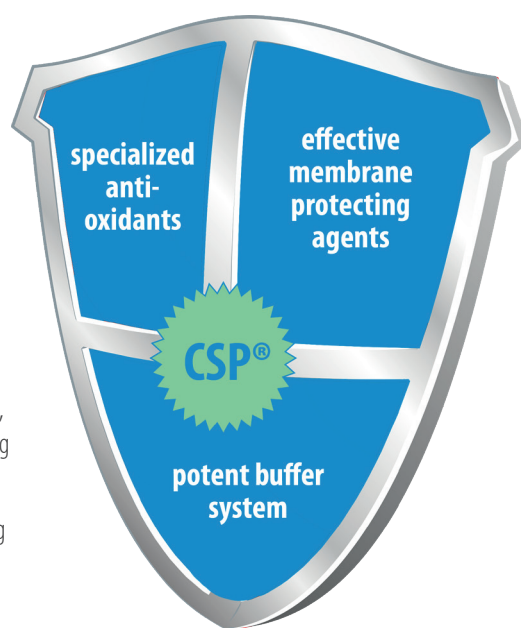 specialized
anti-
oxidants
effective
membrane
protecting
agents
CSP®
potent buffer
system